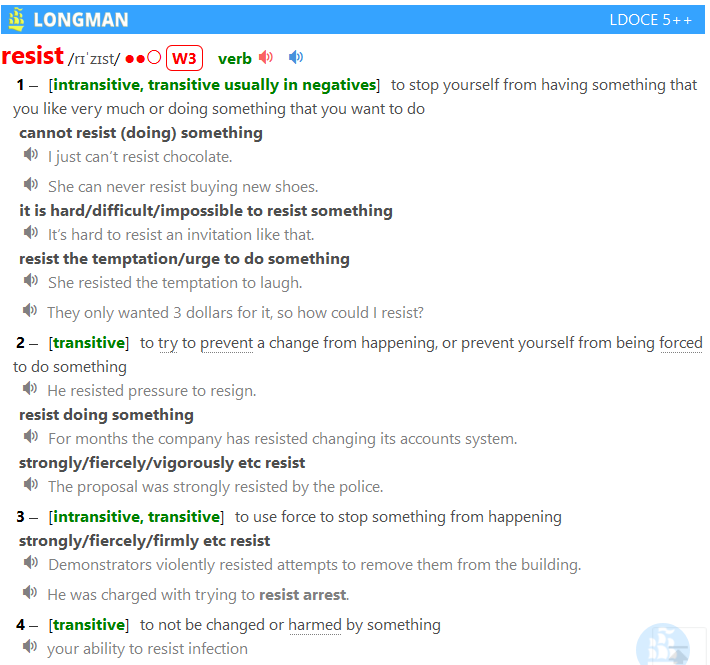 LONGMAN LDOCE 5++
resist /rɪˈzɪst/ ●●○ W3 verb
1 – [intransitive, transitive usually in negatives] to stop yourself from having something that
you like very much or doing something that you want to do
cannot resist (doing) something
I just can’t resist chocolate.
She can never resist buying new shoes.
it is hard/difficult/impossible to resist something
It’s hard to resist an invitation like that.
resist the temptation/urge to do something
She resisted the temptation to laugh.
They only wanted 3 dollars for it, so how could I resist?
2 – [transitive] to try to prevent a change from happening, or prevent yourself from being forced
to do something
He resisted pressure to resign.
resist doing something
For months the company has resisted changing its accounts system.
strongly/fiercely/vigorously etc resist
The proposal was strongly resisted by the police.
3 – [intransitive, transitive] to use force to stop something from happening
strongly/fiercely/firmly etc resist
Demonstrators violently resisted attempts to remove them from the building.
He was charged with trying to resist arrest.
4 – [transitive] to not be changed or harmed by something
your ability to resist infection